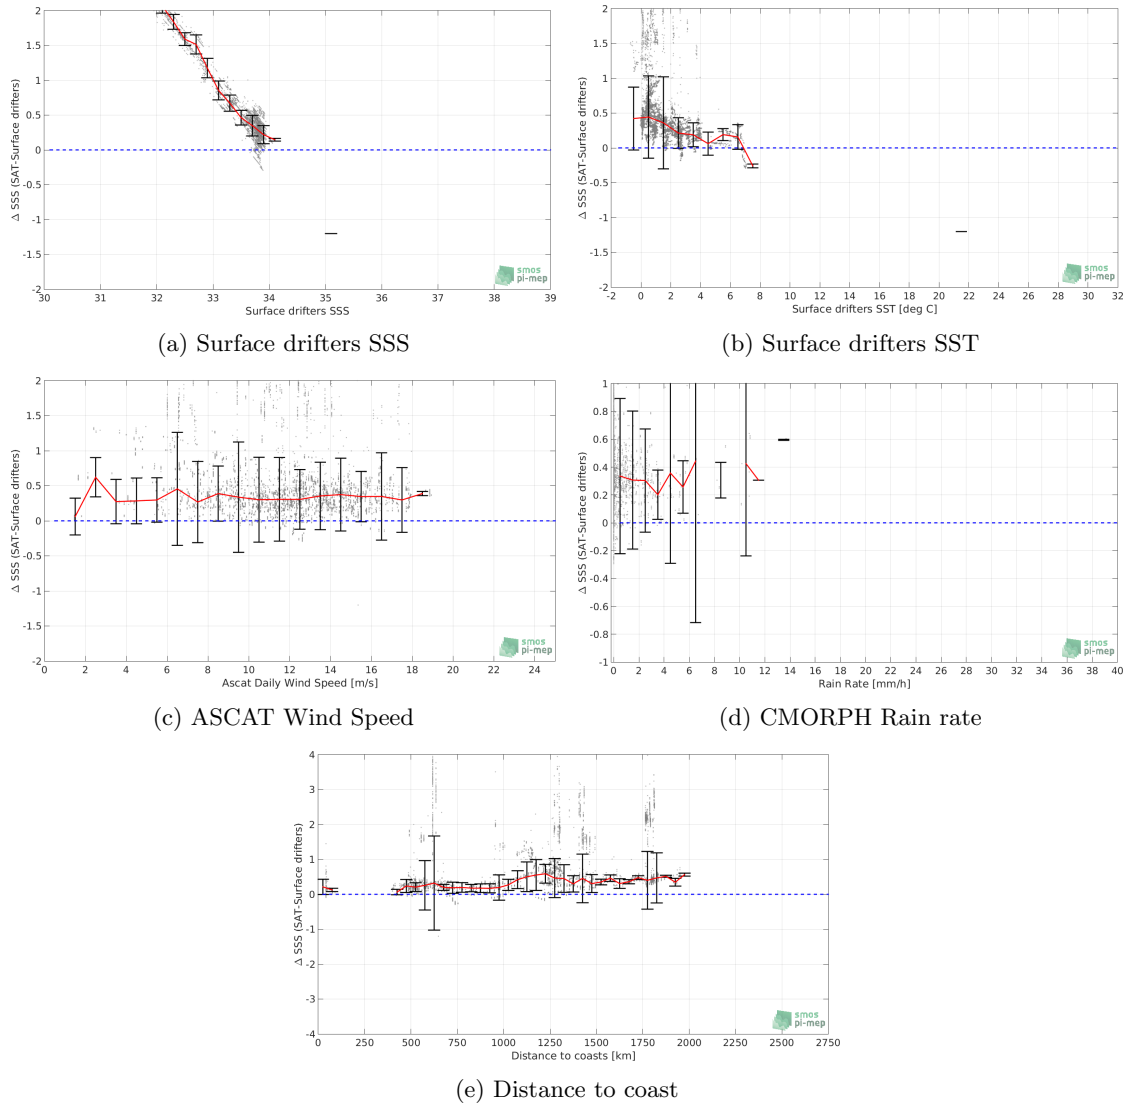 2
1.5
1
0.5
0
-0.5
-1
-1.5
-2
Δ SSS (SAT-Surface drifters)
30 31 32 33 34 35 36 37 38 39
Surface drifters SSS
smos
pi-mep
(a) Surface drifters SSS
2
1.5
1
0.5
0
-0.5
-1
-1.5
-2
Δ SSS (SAT-Surface drifters)
-2 0 2 4 6 8 10 12 14 16 18 20 22 24 26 28 30 32
Surface drifters SST [deg C]
smos
pi-mep
(b) Surface drifters SST
2
1.5
1
0.5
0
-0.5
-1
-1.5
-2
Δ SSS (SAT-Surface drifters)
2 4 6 8 10 12 14 16 18 20 22 24
Ascat Daily Wind Speed [m/s]
smos
pi-mep
(c) ASCAT Wind Speed
1
0.8
0.6
0.4
0.2
0
-0.2
-0.4
-0.6
-0.8
-1
Δ SSS (SAT-Surface drifters)
0 2 4 6 8 10 12 14 16 18 20 22 24 26 28 30 32 34 36 38 40
Rain Rate [mm/h]
smos
pi-mep
(d) CMORPH Rain rate
4
3
2
1
0
-1
-2
-3
-4
Δ SSS (SAT-Surface drifters)
0 250 500 750 1000 1250 1500 1750 2000 2250 2500 2750
Distance to coasts [km]
smos
pi-mep
(e) Distance to coast